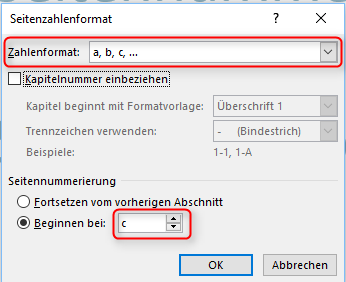 Seitenzahlenformat
Zahlenformat: a, b, c, ...
Kapitelnummer einbeziehen
Kapitel beginnt mit Formatvorlage: Überschrift 1
Trennzeichen verwenden: - (Bindestrich)
Beispiele: 1-1, 1-A
Seitennummerierung
Fortsetzen vom vorherigen Abschnitt
Beginnen bei: c
OK Abbrechen